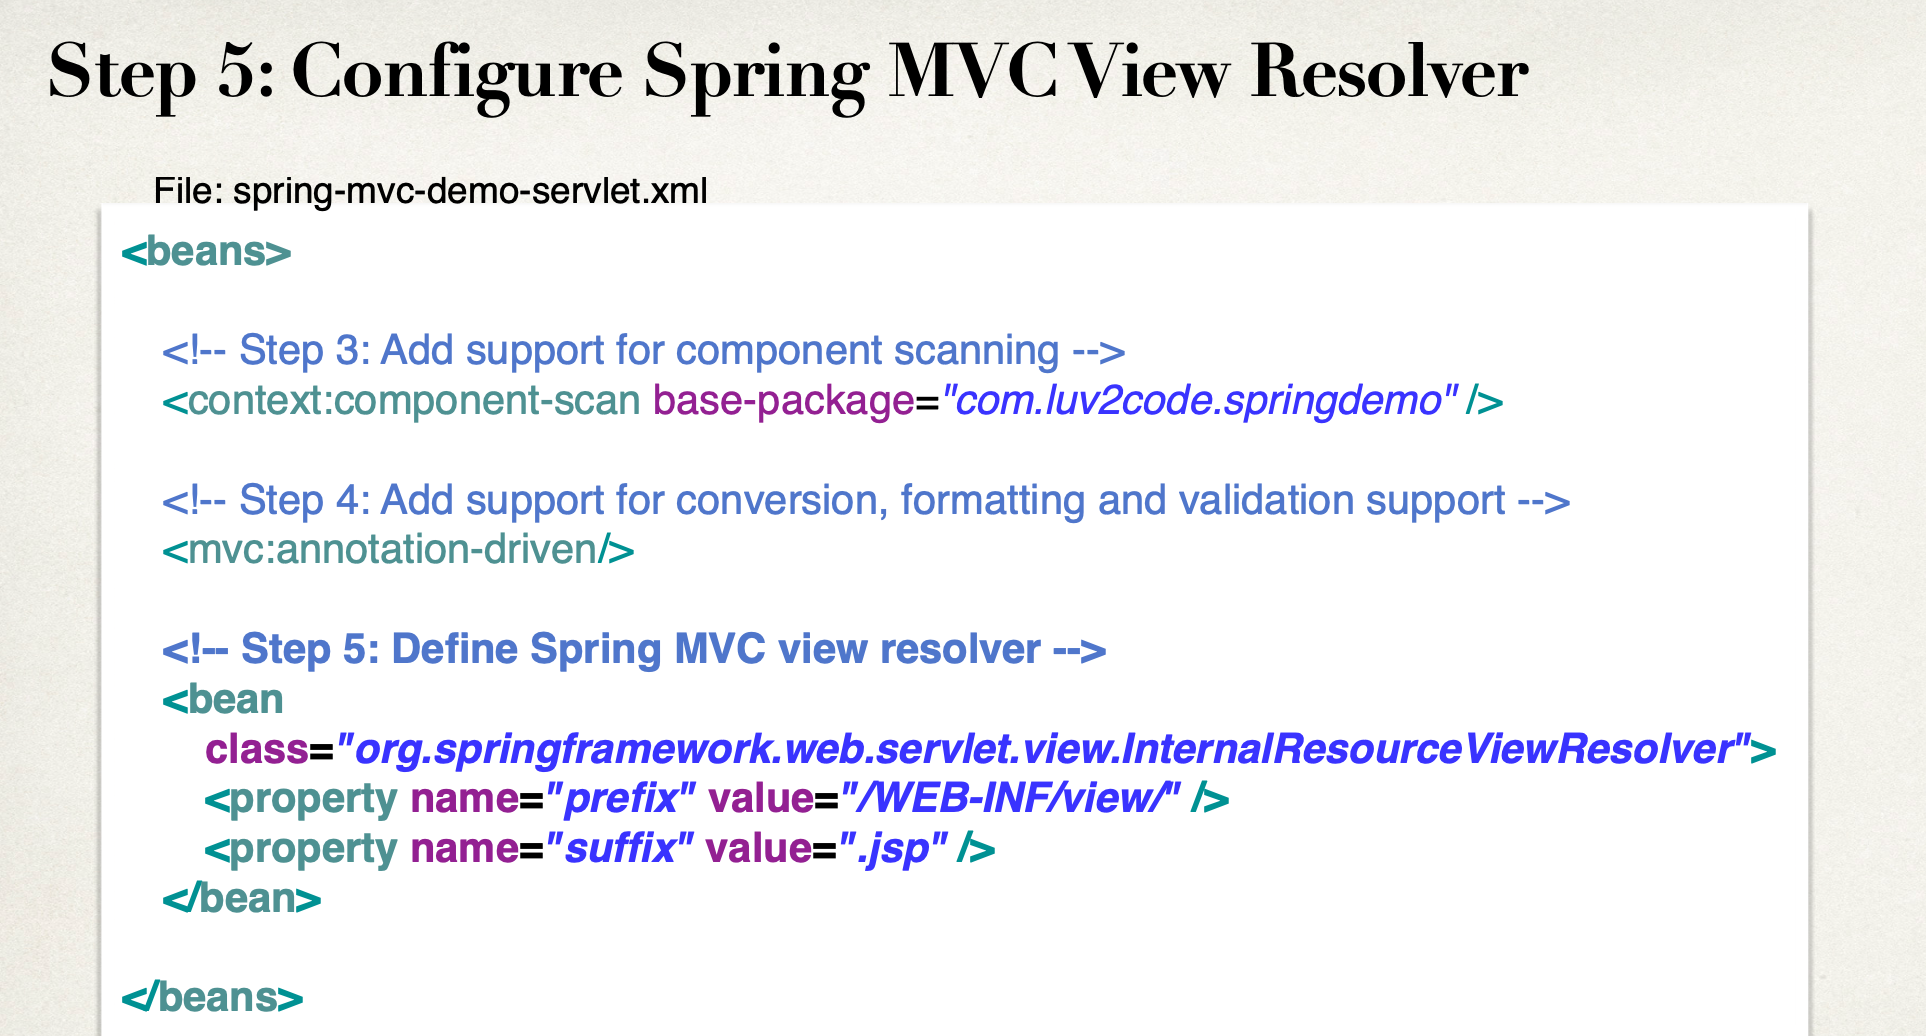 Step 5: Configure Spring MVC View Resolver
File: spring-mvc-demo-servlet.xml
<beans>
<!-- Step 3: Add support for component scanning -->
<context:component-scan base-package="com.luv2code.springdemo" />
<!-- Step 4: Add support for conversion, formatting and validation support -->
<mvc:annotation-driven/>
<!-- Step 5: Define Spring MVC view resolver -->
<bean
class="org.springframework.web.servlet.view.InternalResourceViewResolver">
<property name="prefix" value="/WEB-INF/view/" />
<property name="suffix" value=".jsp" />
</bean>
</beans>